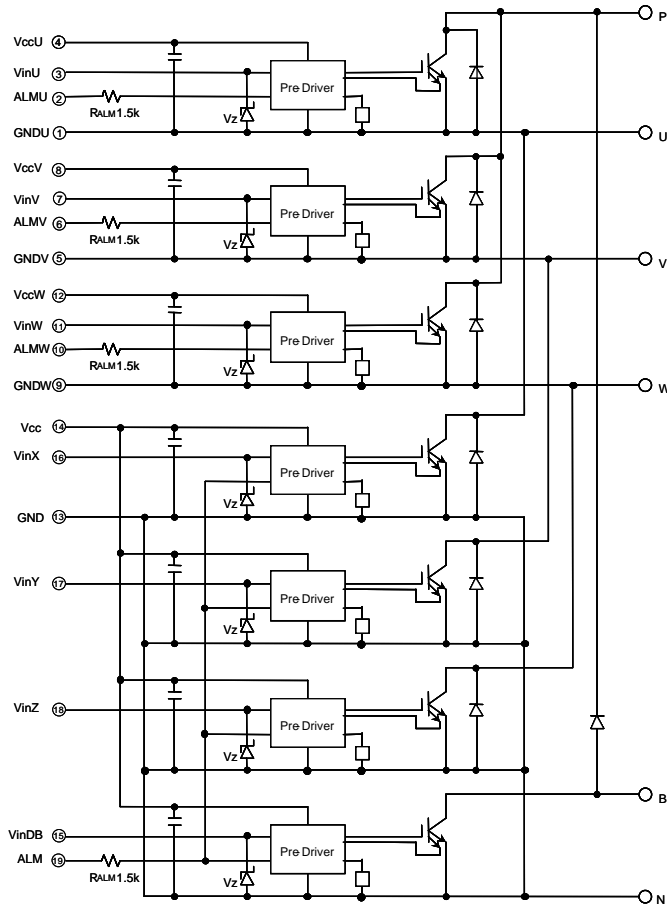 P
VccU 4
VinU 3
Pre Driver
ALMU 2
RALM1.5k
Vz
GNDU 1
U
VccV 8
VinV 7
Pre Driver
ALMV 6
RALM1.5k
Vz
GNDV 5
V
VccW 12
VinW 11
Pre Driver
ALMW 10
RALM1.5k
Vz
GNDW 9
W
Vcc 14
VinX 16
Pre Driver
Vz
GND 13
VinY 17
Pre Driver
Vz
VinZ 18
Pre Driver
Vz
B
VinDB 15
Pre Driver
ALM 19
RALM1.5k
Vz
N